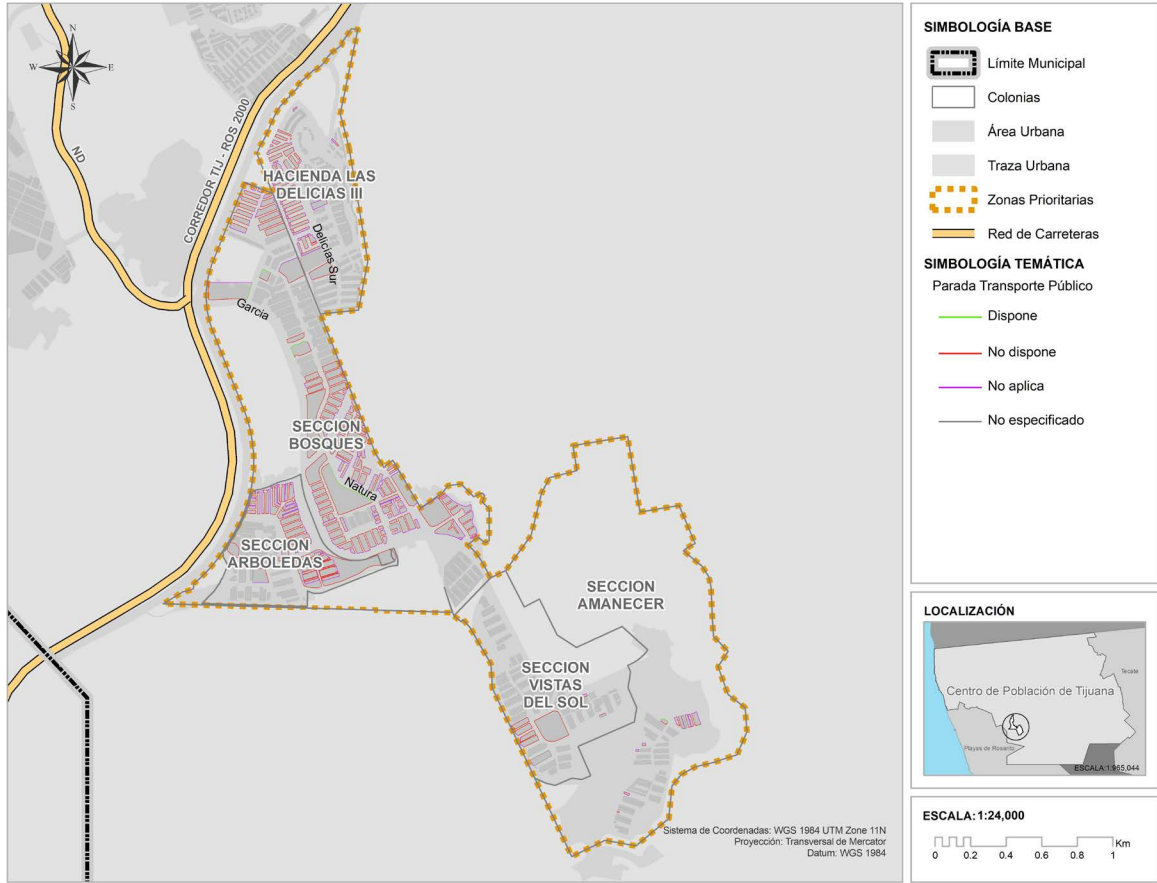 N
W
E
S
ND
CORREDOR TIJ - ROS 2000
HACIENDA LAS
DELICIAS III
Delicias Sur
Garcia
SECCION
BOSQUES
Natura
SECCION
ARBOLEDAS
SECCION
AMANECER
SECCION
VISTAS
DEL SOL
Sistema de Coordenadas: WGS 1984 UTM Zone 11N
Proyección: Transversal de Mercator
Datum: WGS 1984
SIMBOLOGÍA BASE
Límite Municipal
Colonias
Área Urbana
Traza Urbana
Zonas Prioritarias
Red de Carreteras
SIMBOLOGÍA TEMÁTICA
Parada Transporte Público
Dispone
No dispone
No aplica
No especificado
LOCALIZACIÓN
Tecate
Centro de Población de Tijuana
Playas de Rosarito
ESCALA:1:985,044
ESCALA: 1:24,000
Km
0 0.2 0.4 0.6 0.8 1